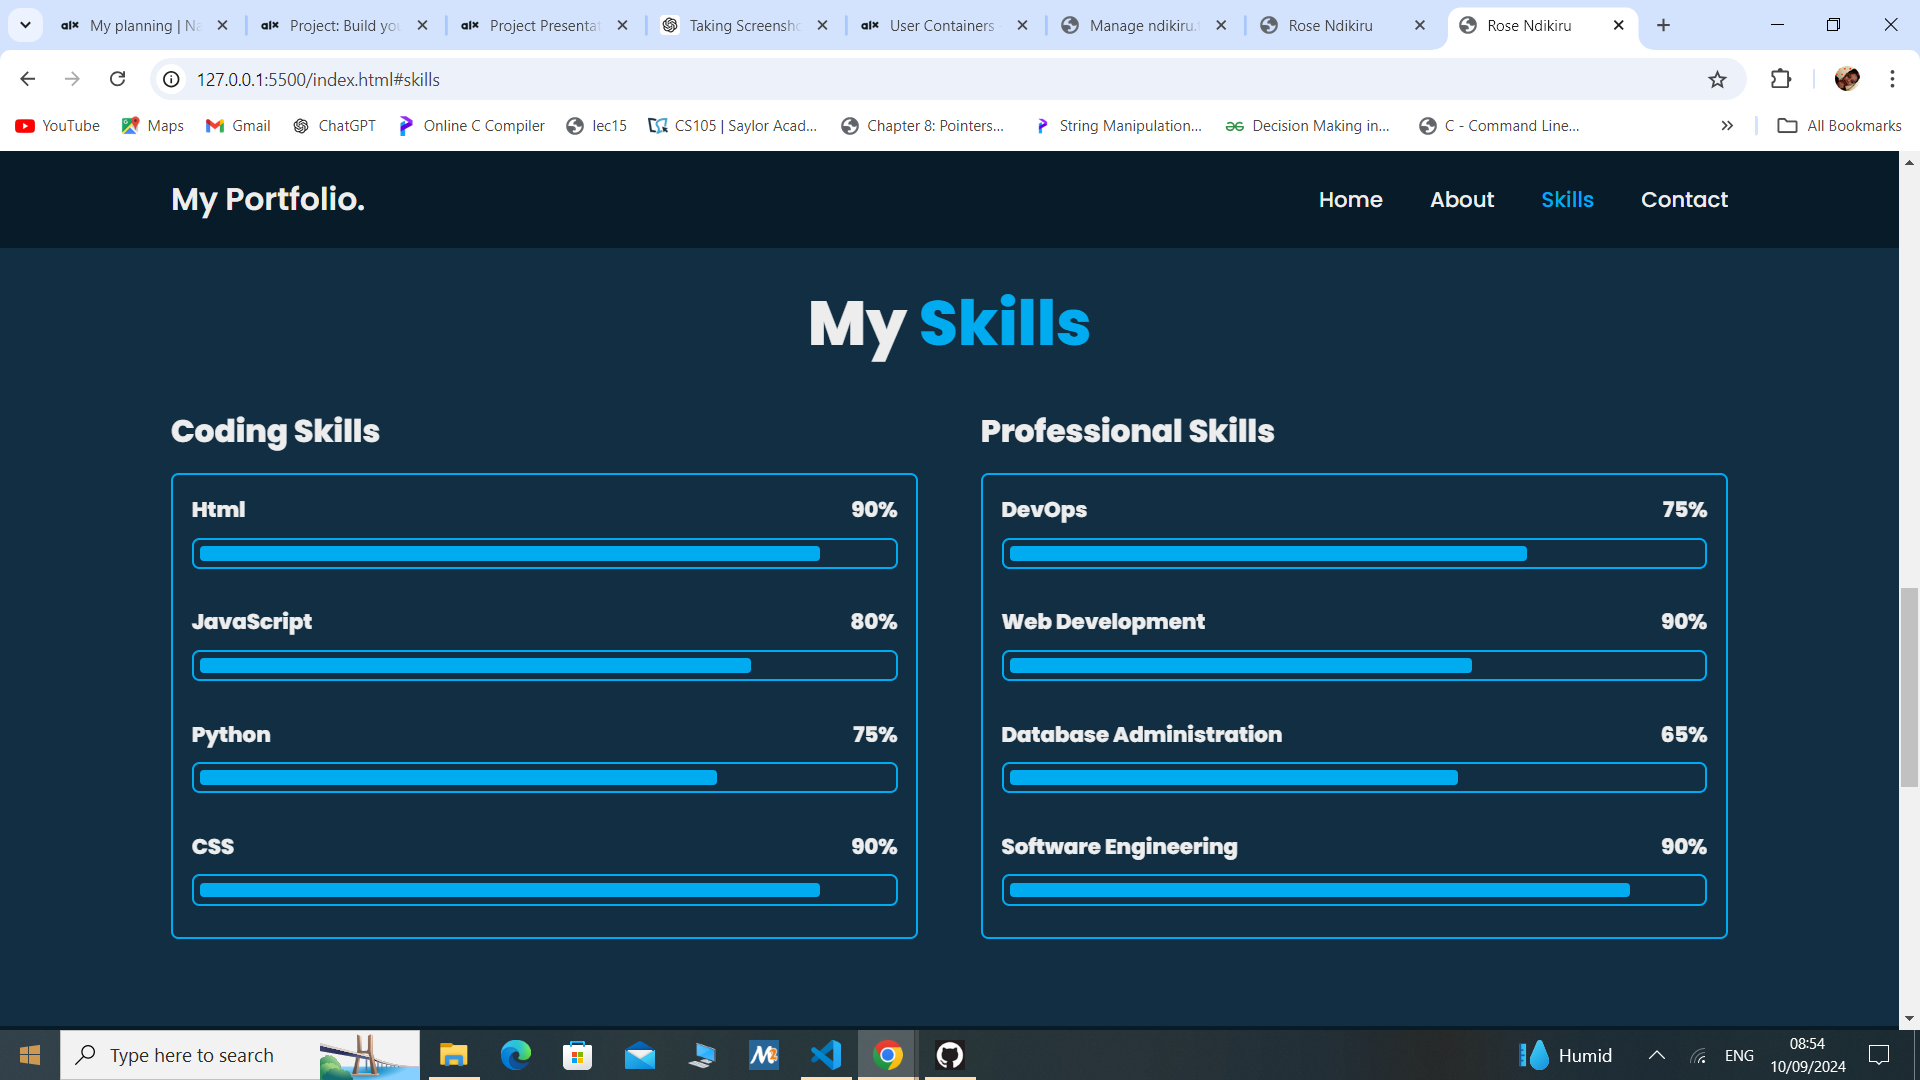 alx My planning | Na
alx Project: Build you
alx Project Presentat
Taking Screensho
alx User Containers
Manage ndikiru.
Rose Ndikiru
Rose Ndikiru
127.0.0.1:5500/index.html#skills
YouTube
Maps
Gmail
ChatGPT
Online C Compiler
lec15
CS105 | Saylor Acad...
Chapter 8: Pointers...
String Manipulation...
Decision Making in...
C - Command Line...
All Bookmarks
My Portfolio.
Home
About
Skills
Contact
My Skills
Coding Skills
Html 90%
JavaScript 80%
Python 75%
CSS 90%
Professional Skills
DevOps 75%
Web Development 90%
Database Administration 65%
Software Engineering 90%
Type here to search
Humid
ENG
08:54
10/09/2024